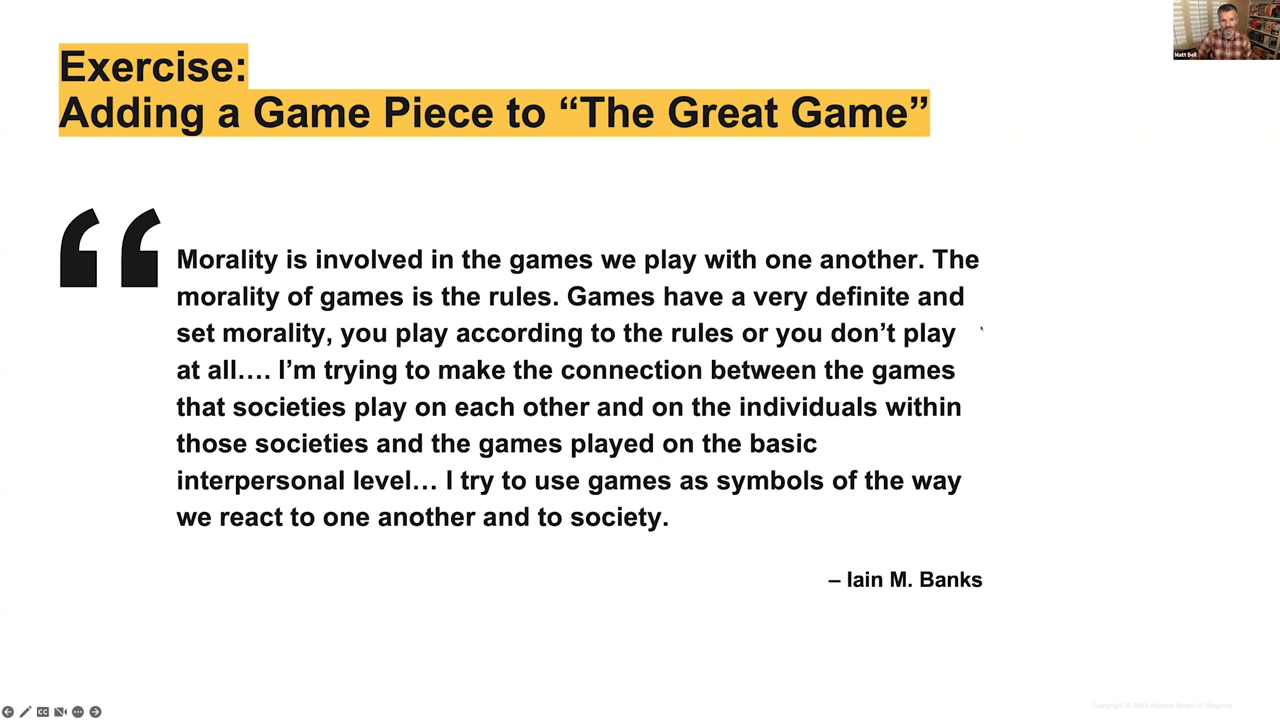 Matt Bell
Exercise:
Adding a Game Piece to “The Great Game”
“
Morality is involved in the games we play with one another. The
morality of games is the rules. Games have a very definite and
set morality, you play according to the rules or you don’t play
at all…. I’m trying to make the connection between the games
that societies play on each other and on the individuals within
those societies and the games played on the basic
interpersonal level… I try to use games as symbols of the way
we react to one another and to society.
– Iain M. Banks
CC
Arizona Board of Regents